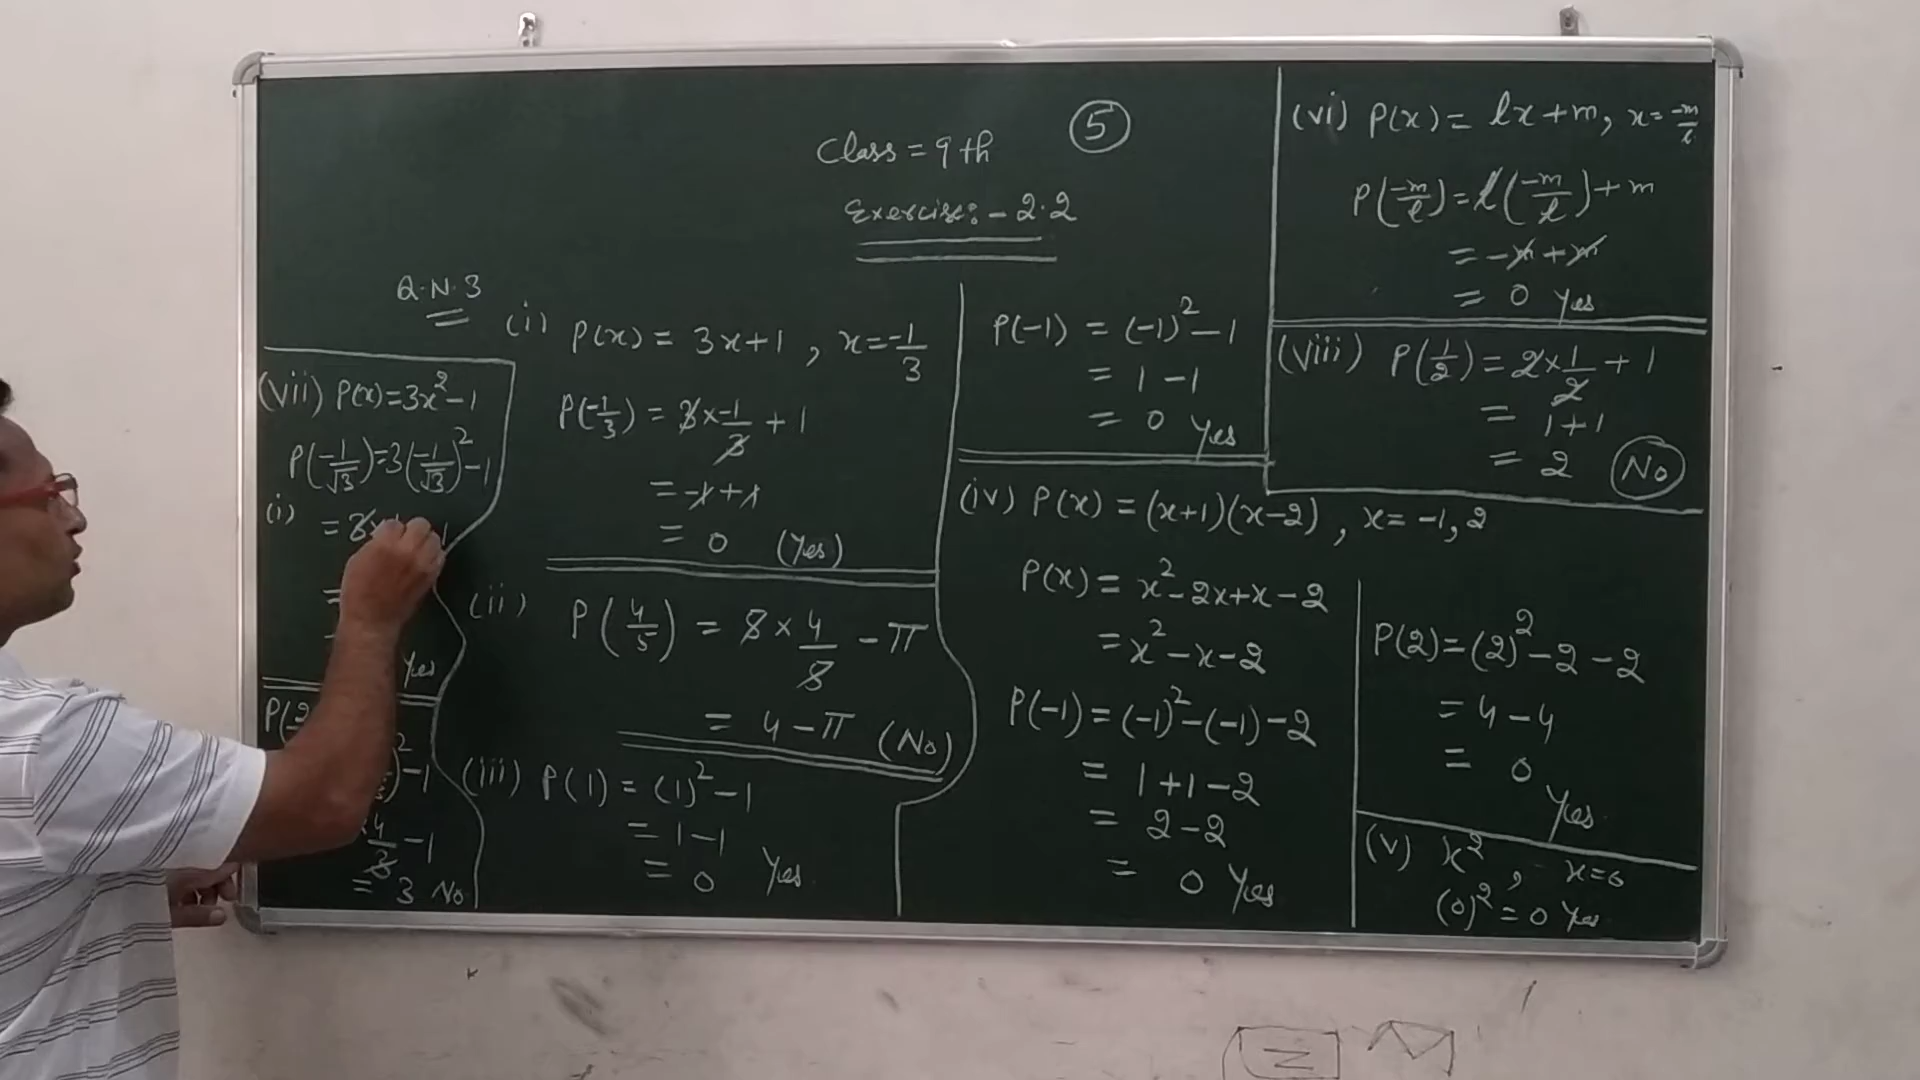 Class = 9th
5
Exercise:- 2.2
Q.N.3
(i) P(x) = 3x+1, x=-1/3
P(-1/3) = 3×-1/3 + 1
= -1+1
= 0 (Yes)
(ii) P(4/5) = 5×4/5 - π
= 4-π (No)
(iii) P(1) = (1)²-1
= 1-1
= 0 Yes
P(-1) = (-1)²-1
= 1-1
= 0 Yes
(iv) P(x) = (x+1)(x-2), x= -1, 2
P(x) = x²-2x+x-2
= x²-x-2
P(-1) = (-1)²-(-1)-2
= 1+1-2
= 2-2
= 0 Yes
P(2)=(2)²-2-2
= 4-4
= 0
Yes
(v) x², x=0
(0)²=0 Yes
(vi) P(x) = lx+m, x=-m/l
P(-m/l)=l(-m/l)+m
= -m+m
= 0 Yes
(vii) P(x)=3x²-1
P(-1/√3)=3(-1/√3)²-1
(i) = 3×
=
Yes
P(2
)²-1
4/3-1
= 3 No
(viii) P(1/2) = 2×1/2+1
= 1+1
= 2 No